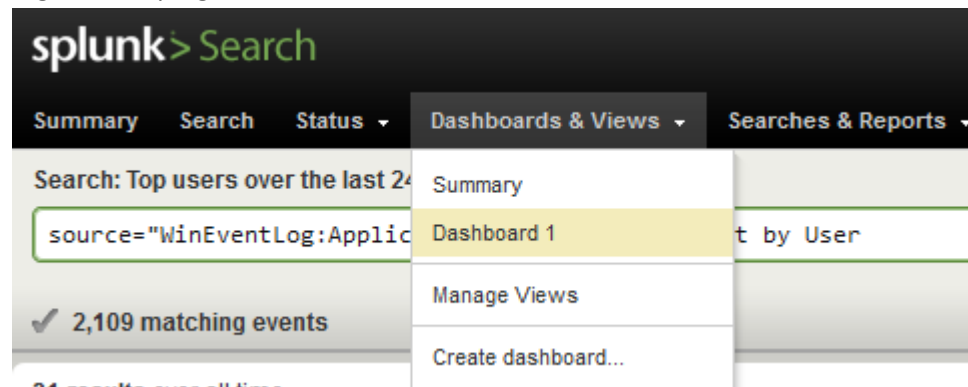 splunk> Search
Summary Search Status Dashboards & Views Searches & Reports
Search: Top users over the last 24
Summary
source="WinEventLog:Applic
Dashboard 1
t by User
Manage Views
2,109 matching events
Create dashboard...